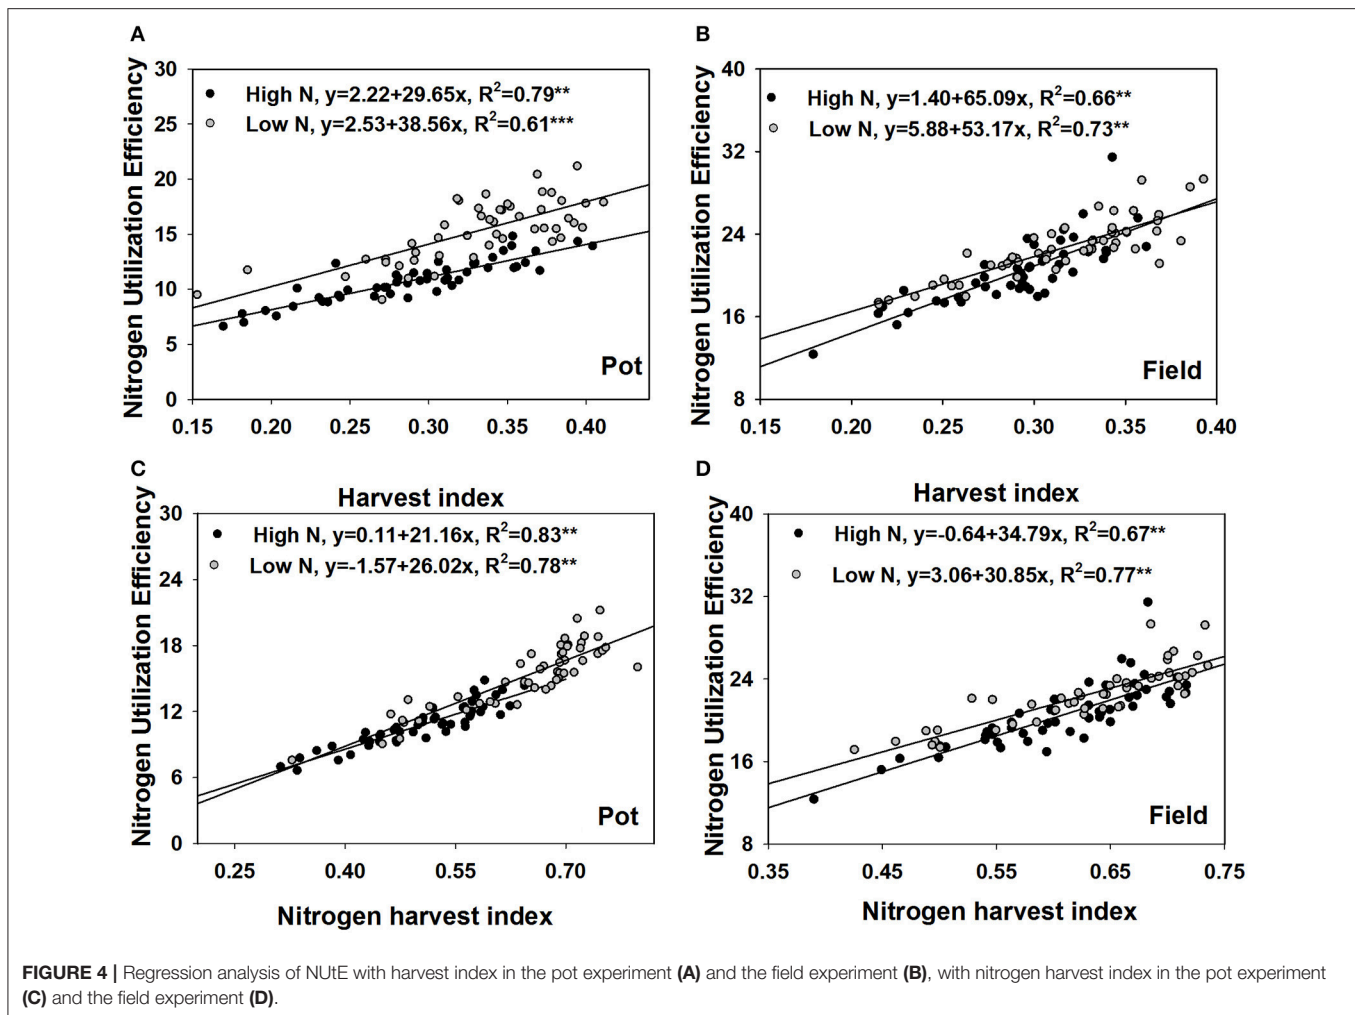 A
Nitrogen Utilization Efficiency
30
25
20
15
10
5
0
High N, y=2.22+29.65x, R²=0.79**
Low N, y=2.53+38.56x, R²=0.61***
Pot
0.15 0.20 0.25 0.30 0.35 0.40
Harvest index
B
Nitrogen Utilization Efficiency
40
32
24
16
8
High N, y=1.40+65.09x, R²=0.66**
Low N, y=5.88+53.17x, R²=0.73**
Field
0.15 0.20 0.25 0.30 0.35 0.40
Harvest index
C
Nitrogen Utilization Efficiency
30
24
18
12
6
0
High N, y=0.11+21.16x, R²=0.83**
Low N, y=-1.57+26.02x, R²=0.78**
Pot
0.25 0.40 0.55 0.70
Nitrogen harvest index
D
Nitrogen Utilization Efficiency
40
32
24
16
8
High N, y=-0.64+34.79x, R²=0.67**
Low N, y=3.06+30.85x, R²=0.77**
Field
0.35 0.45 0.55 0.65 0.75
Nitrogen harvest index
FIGURE 4 | Regression analysis of NUtE with harvest index in the pot experiment (A) and the field experiment (B), with nitrogen harvest index in the pot experiment
(C) and the field experiment (D).